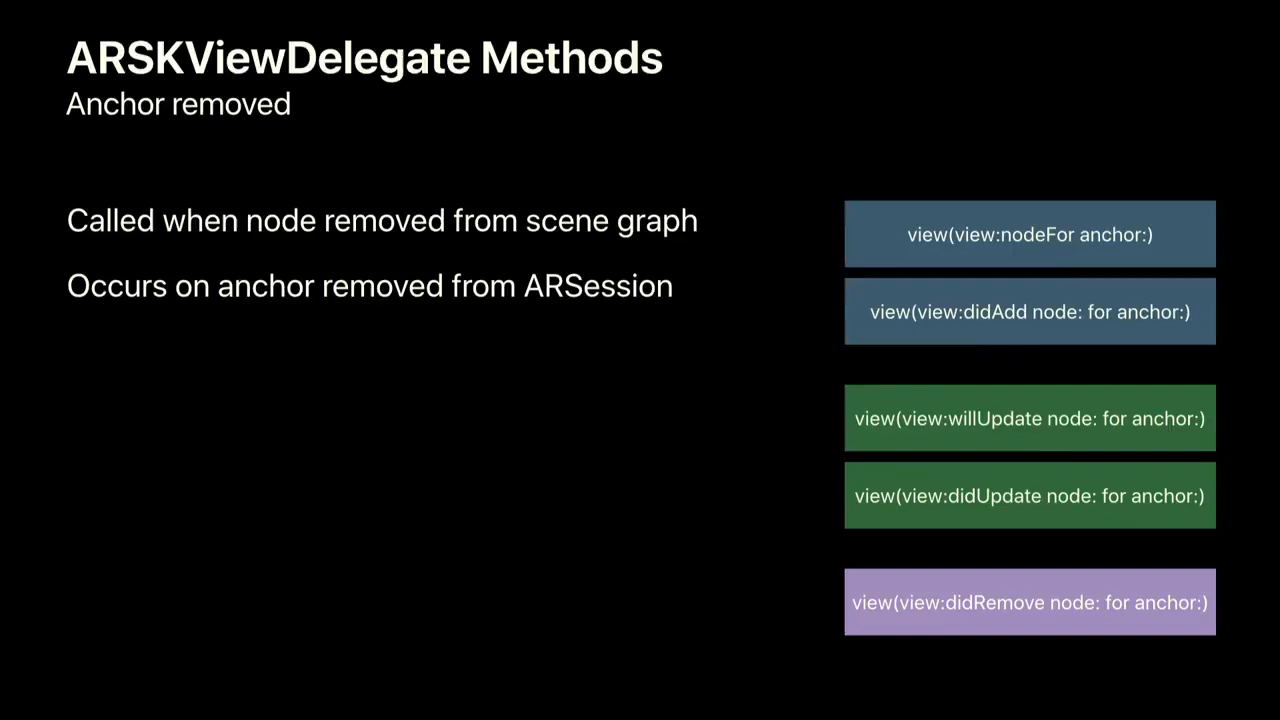 ARSKViewDelegate Methods
Anchor removed
Called when node removed from scene graph
Occurs on anchor removed from ARSession
view(view:nodeFor anchor:)
view(view:didAdd node: for anchor:)
view(view:willUpdate node: for anchor:)
view(view:didUpdate node: for anchor:)
view(view:didRemove node: for anchor:)